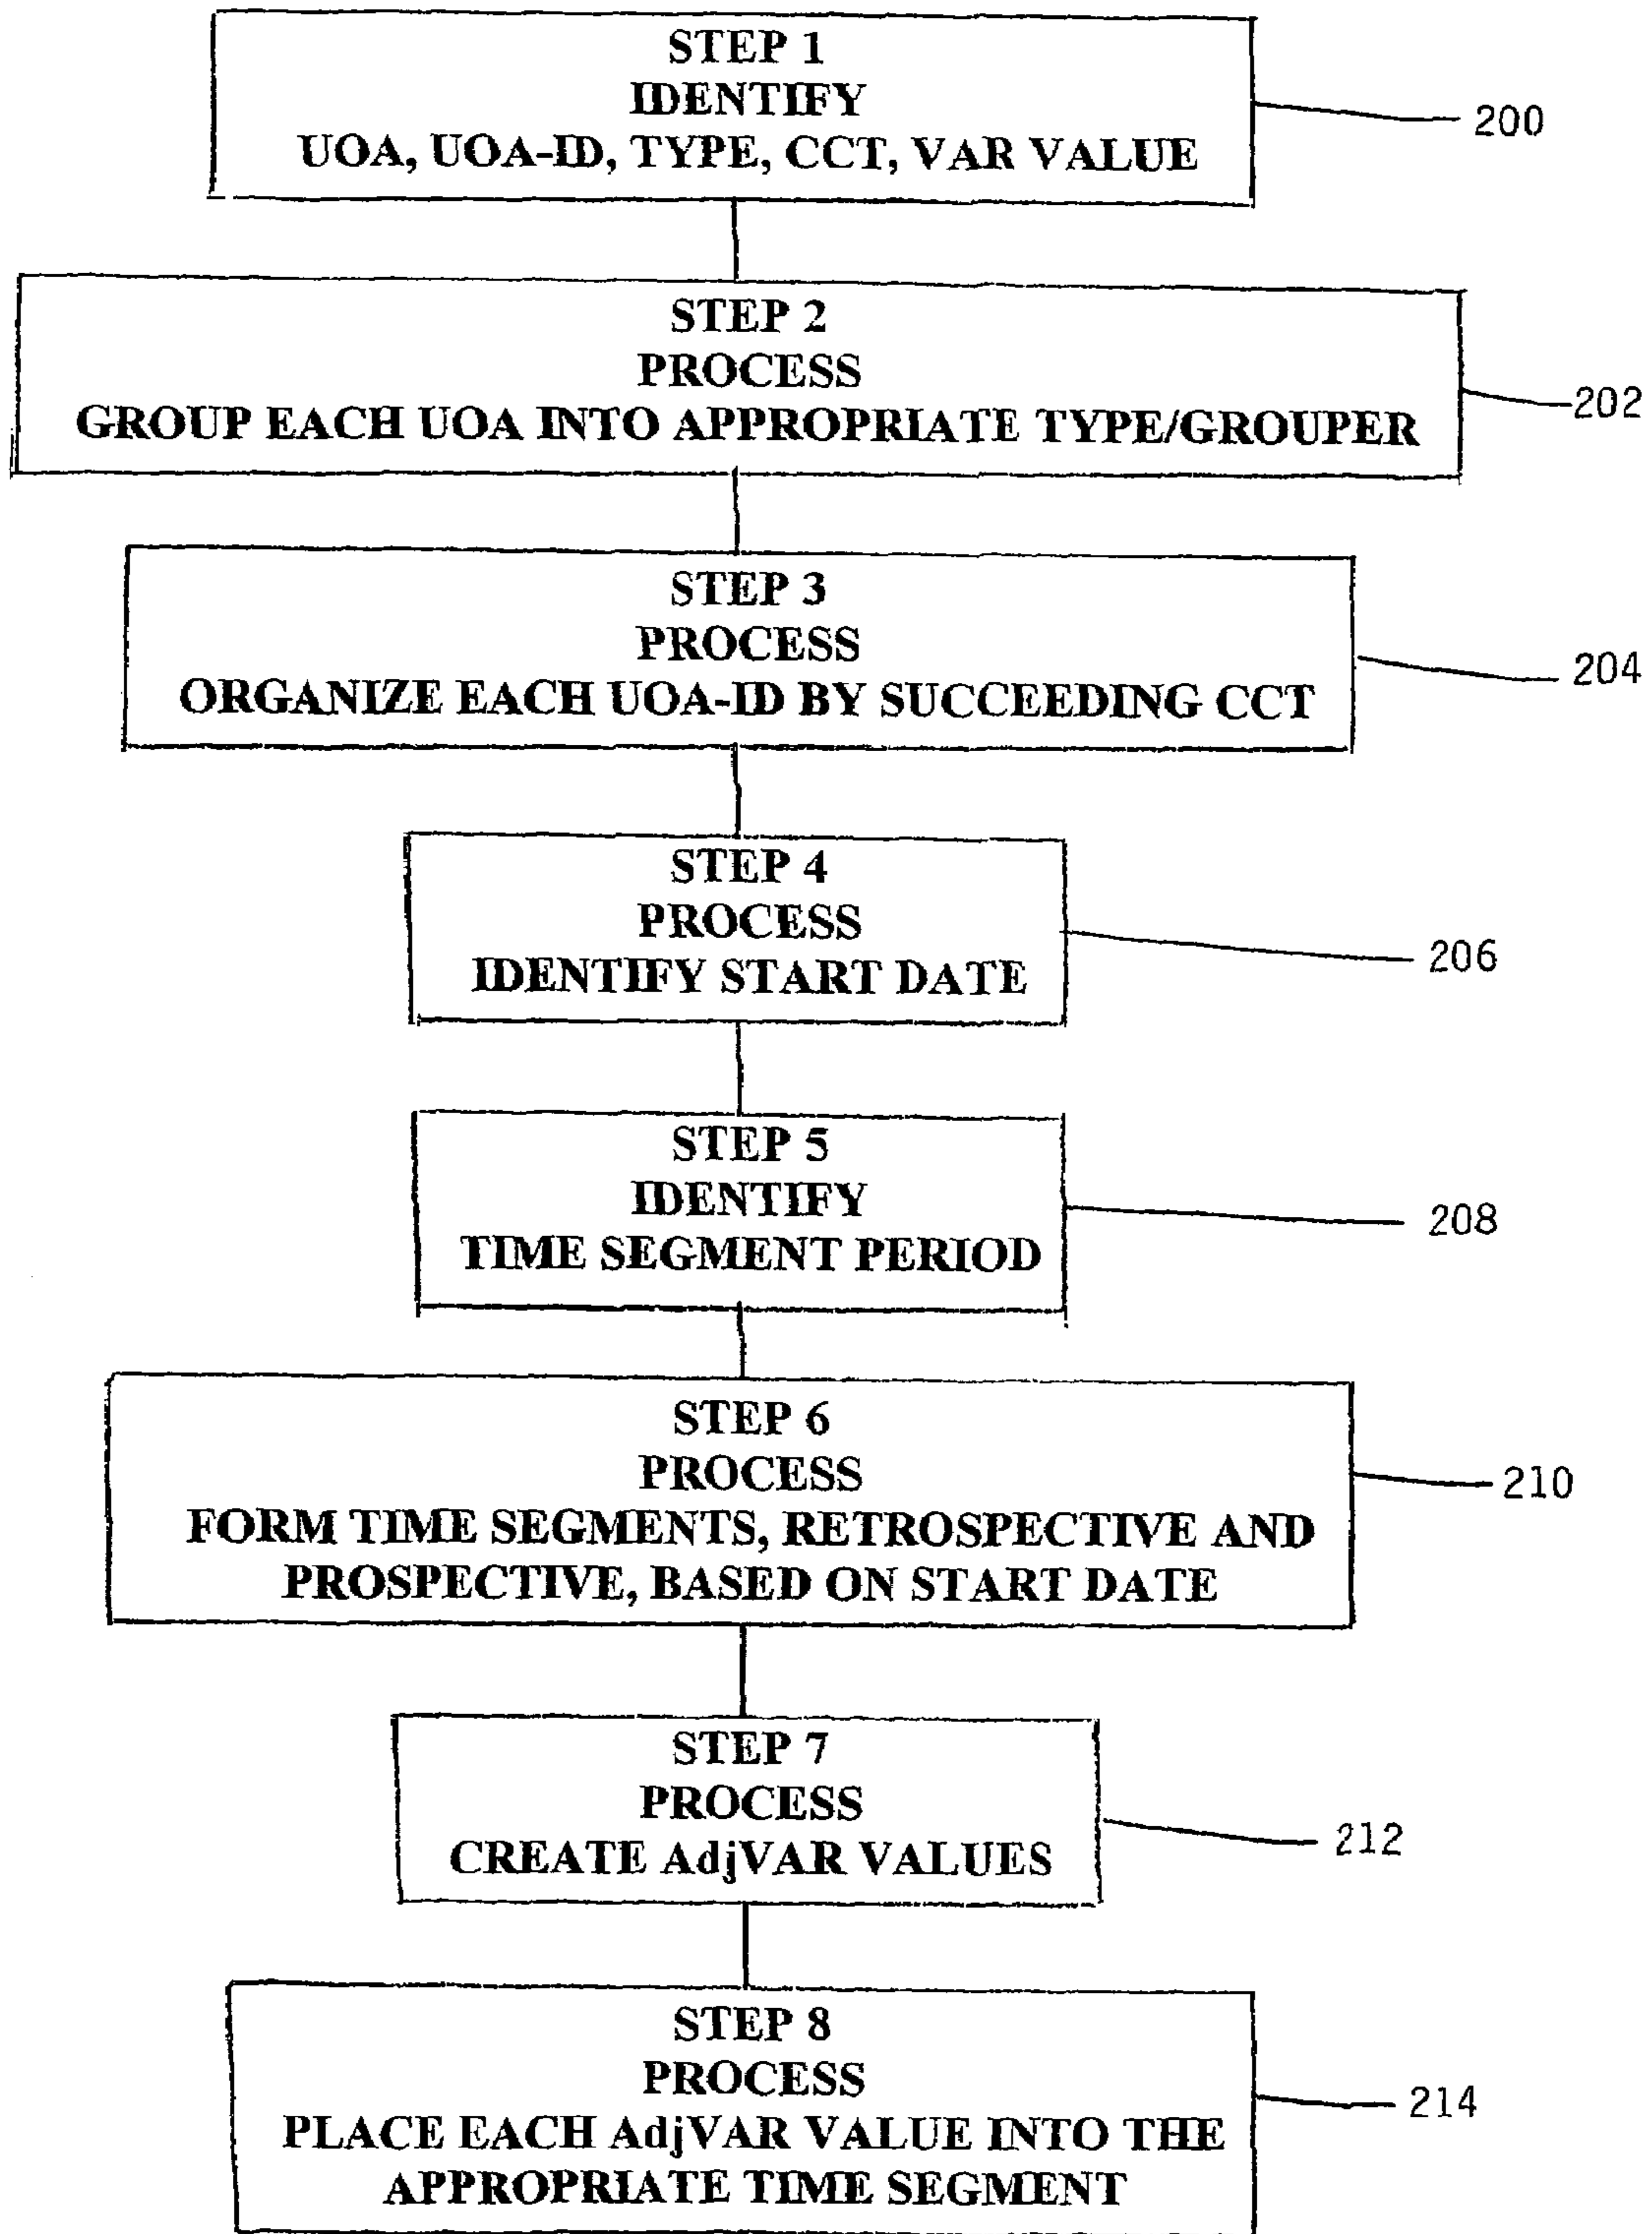 STEP 1
IDENTIFY
UOA, UOA-ID, TYPE, CCT, VAR VALUE
200
STEP 2
PROCESS
GROUP EACH UOA INTO APPROPRIATE TYPE/GROUPER
202
STEP 3
PROCESS
ORGANIZE EACH UOA-ID BY SUCCEEDING CCT
204
STEP 4
PROCESS
IDENTIFY START DATE
206
STEP 5
IDENTIFY
TIME SEGMENT PERIOD
208
STEP 6
PROCESS
FORM TIME SEGMENTS, RETROSPECTIVE AND
PROSPECTIVE, BASED ON START DATE
210
STEP 7
PROCESS
CREATE AdjVAR VALUES
212
STEP 8
PROCESS
PLACE EACH AdjVAR VALUE INTO THE
APPROPRIATE TIME SEGMENT
214